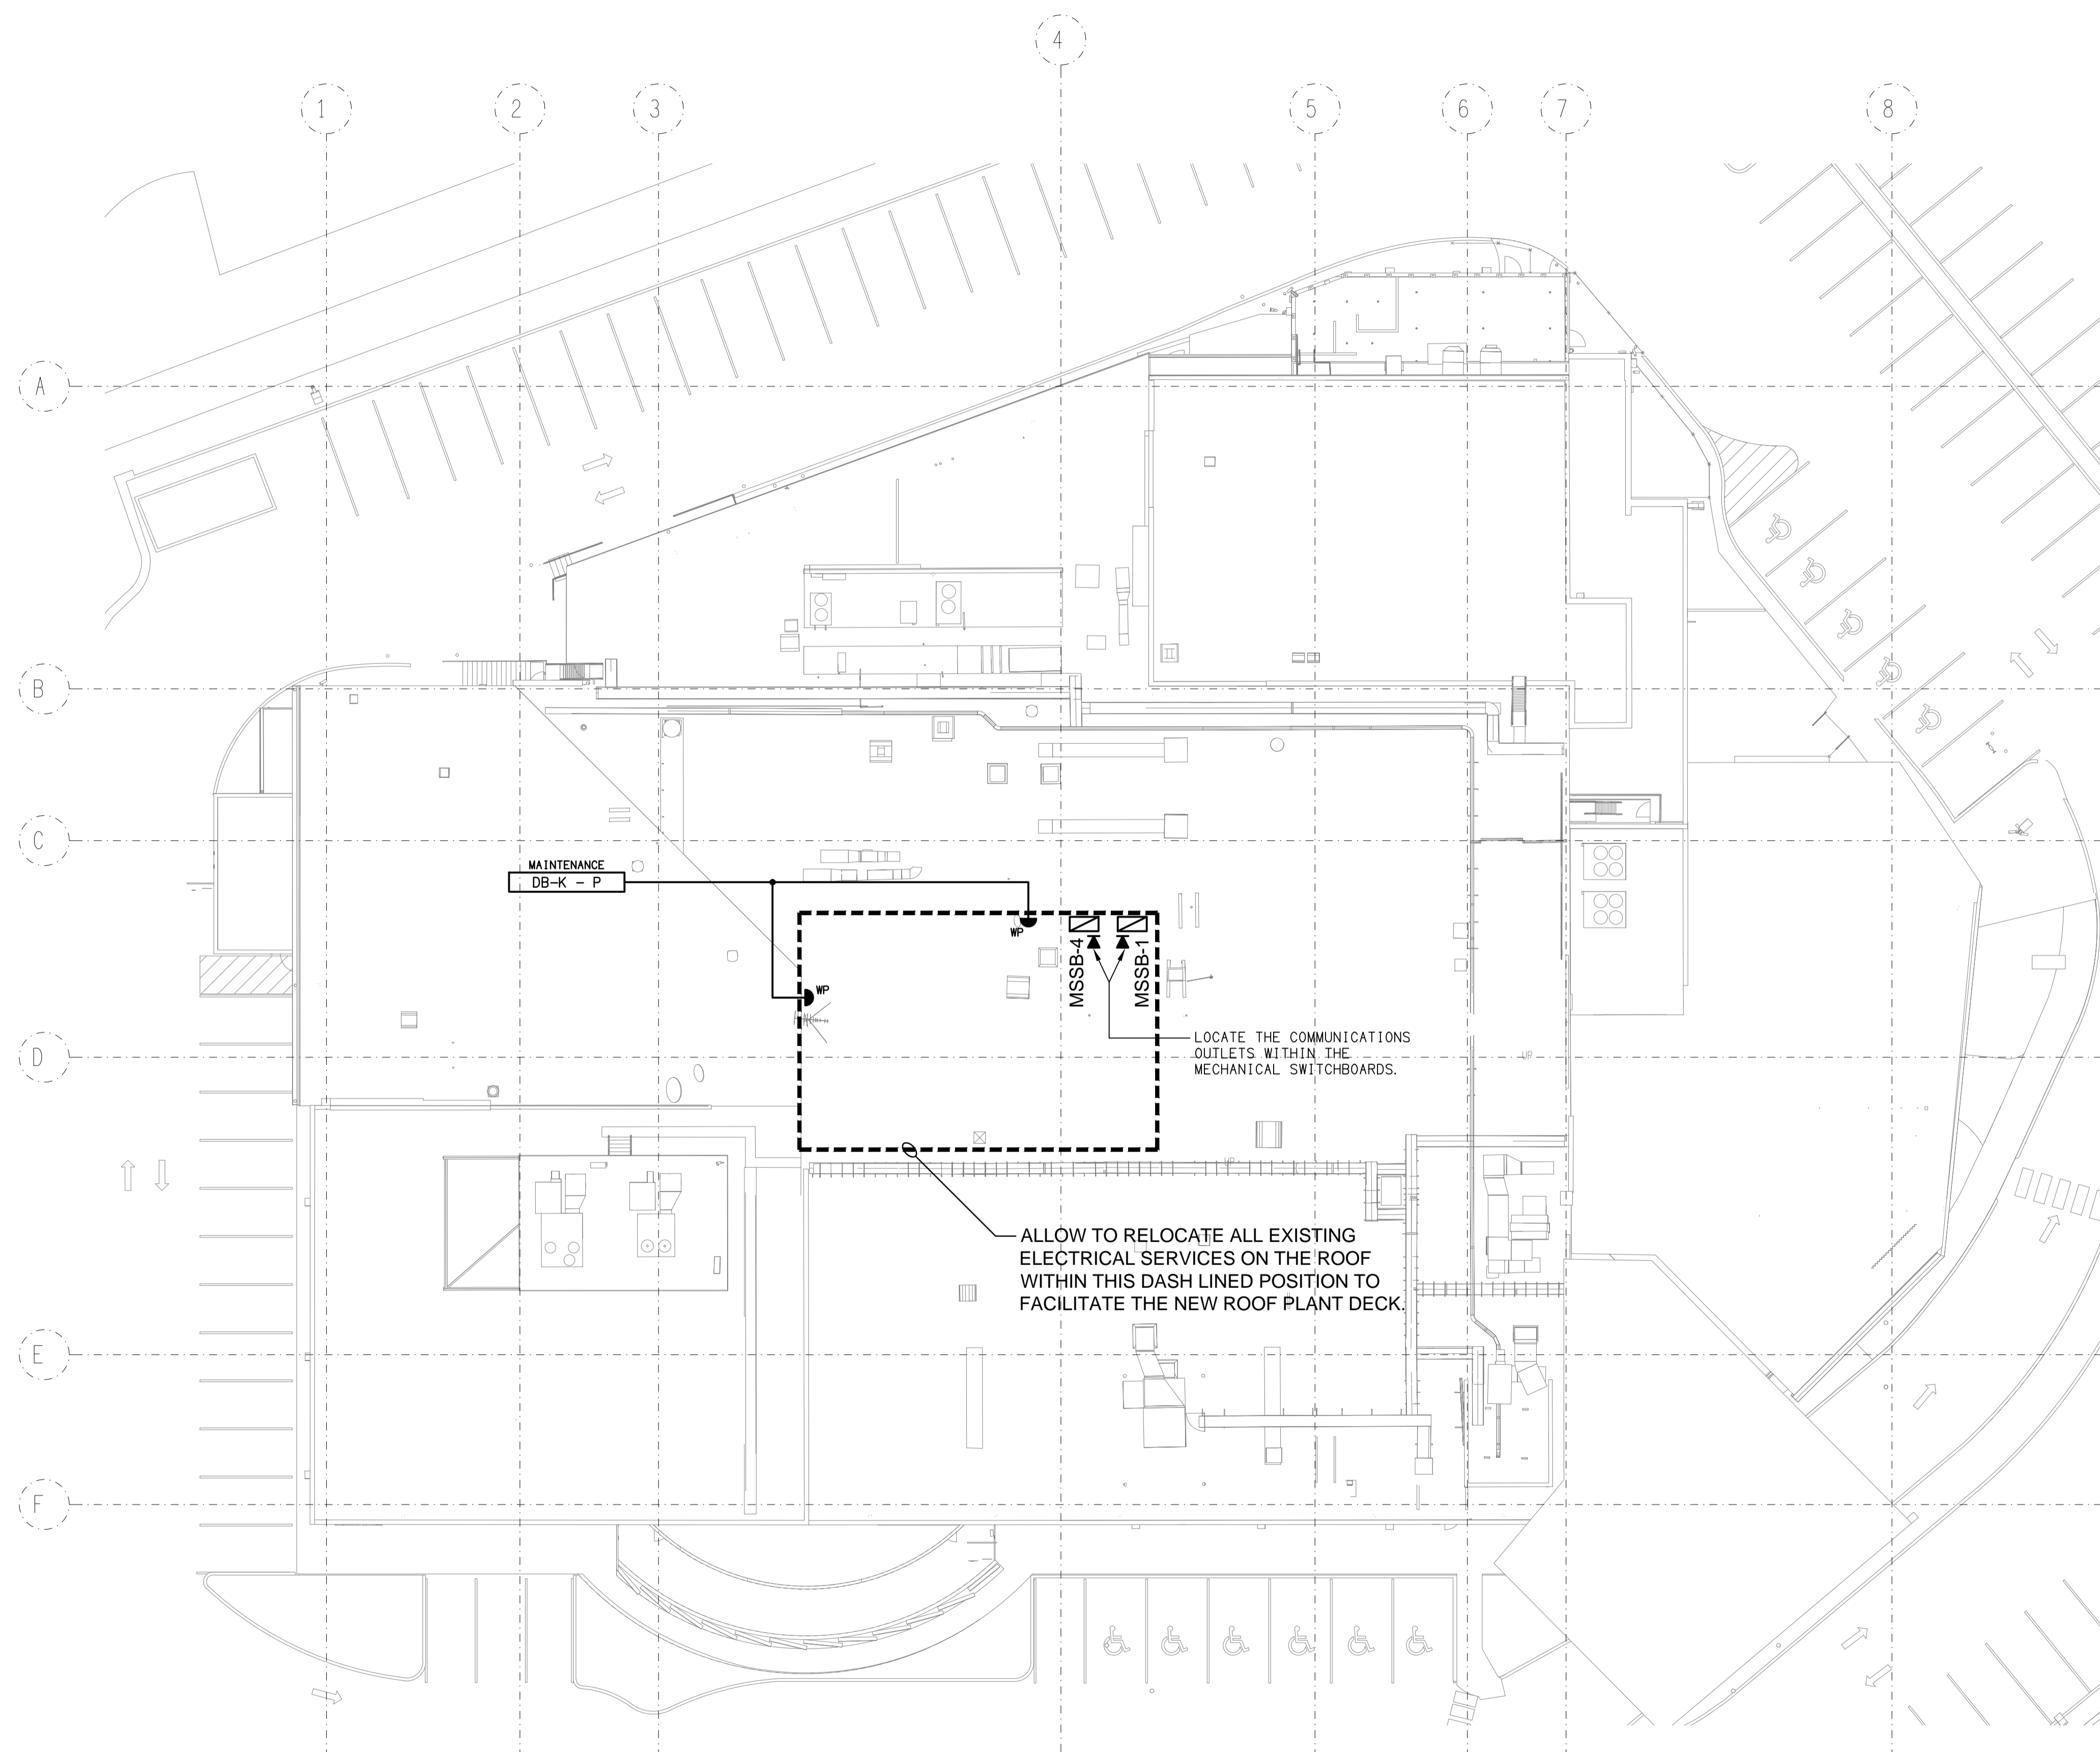 4
1
2
3
5
6
7
8
A
B
C
MAINTENANCE
DB-K - P
WP
MSSB-4
MSSB-1
WP
LOCATE THE COMMUNICATIONS
OUTLETS WITHIN THE
MECHANICAL SWITCHBOARDS.
D
UP
UP
ALLOW TO RELOCATE ALL EXISTING
ELECTRICAL SERVICES ON THE ROOF
WITHIN THIS DASH LINED POSITION TO
FACILITATE THE NEW ROOF PLANT DECK.
E
F